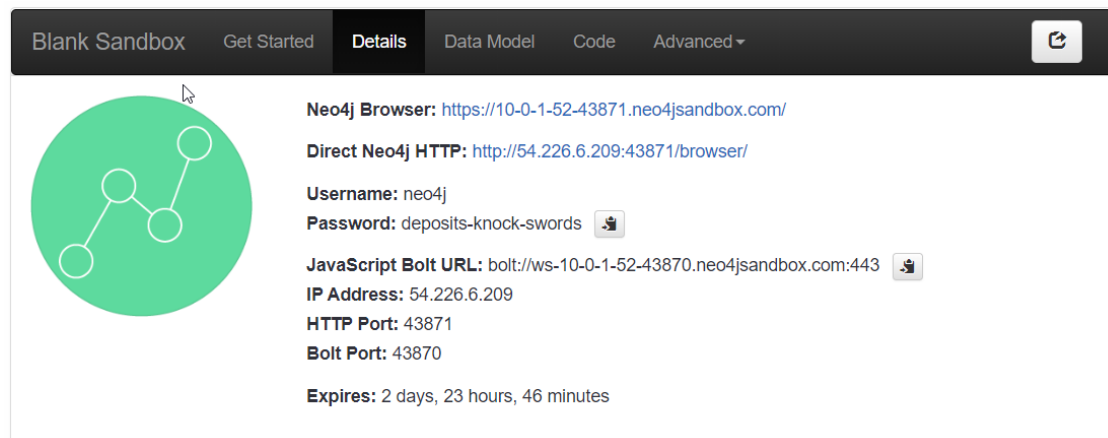 Blank Sandbox Get Started Details Data Model Code Advanced
Neo4j Browser: https://10-0-1-52-43871.neo4jsandbox.com/
Direct Neo4j HTTP: http://54.226.6.209:43871/browser/
Username: neo4j
Password: deposits-knock-swords
JavaScript Bolt URL: bolt://ws-10-0-1-52-43870.neo4jsandbox.com:443
IP Address: 54.226.6.209
HTTP Port: 43871
Bolt Port: 43870
Expires: 2 days, 23 hours, 46 minutes